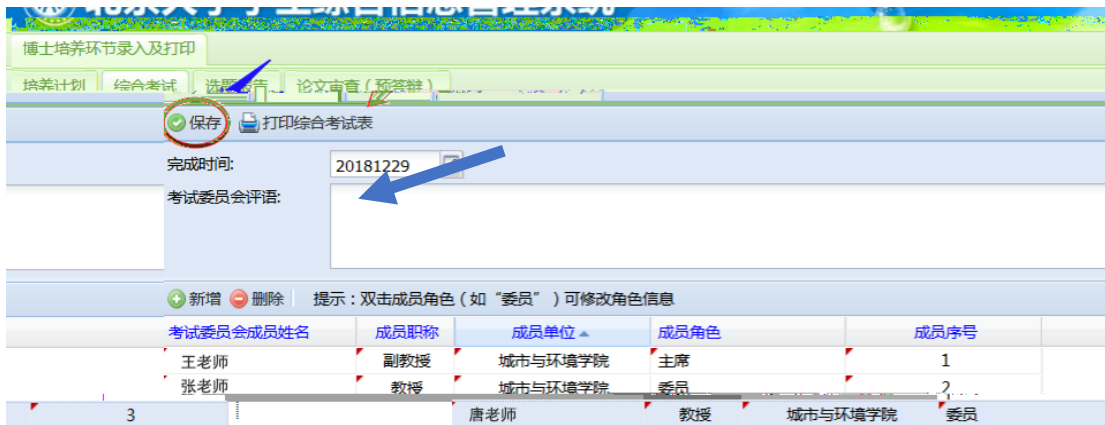 博士培养环节录入及打印
培养计划 综合考试 选题报告 论文审查（预答辩）
保存 打印综合考试表
完成时间: 20181229
考试委员会评语:
新增 删除 提示：双击成员角色（如“委员”）可修改角色信息
考试委员会成员姓名 成员职称 成员单位 成员角色 成员序号
王老师 副教授 城市与环境学院 主席 1
张老师 教授 城市与环境学院 委员 2
3 唐老师 教授 城市与环境学院 委员